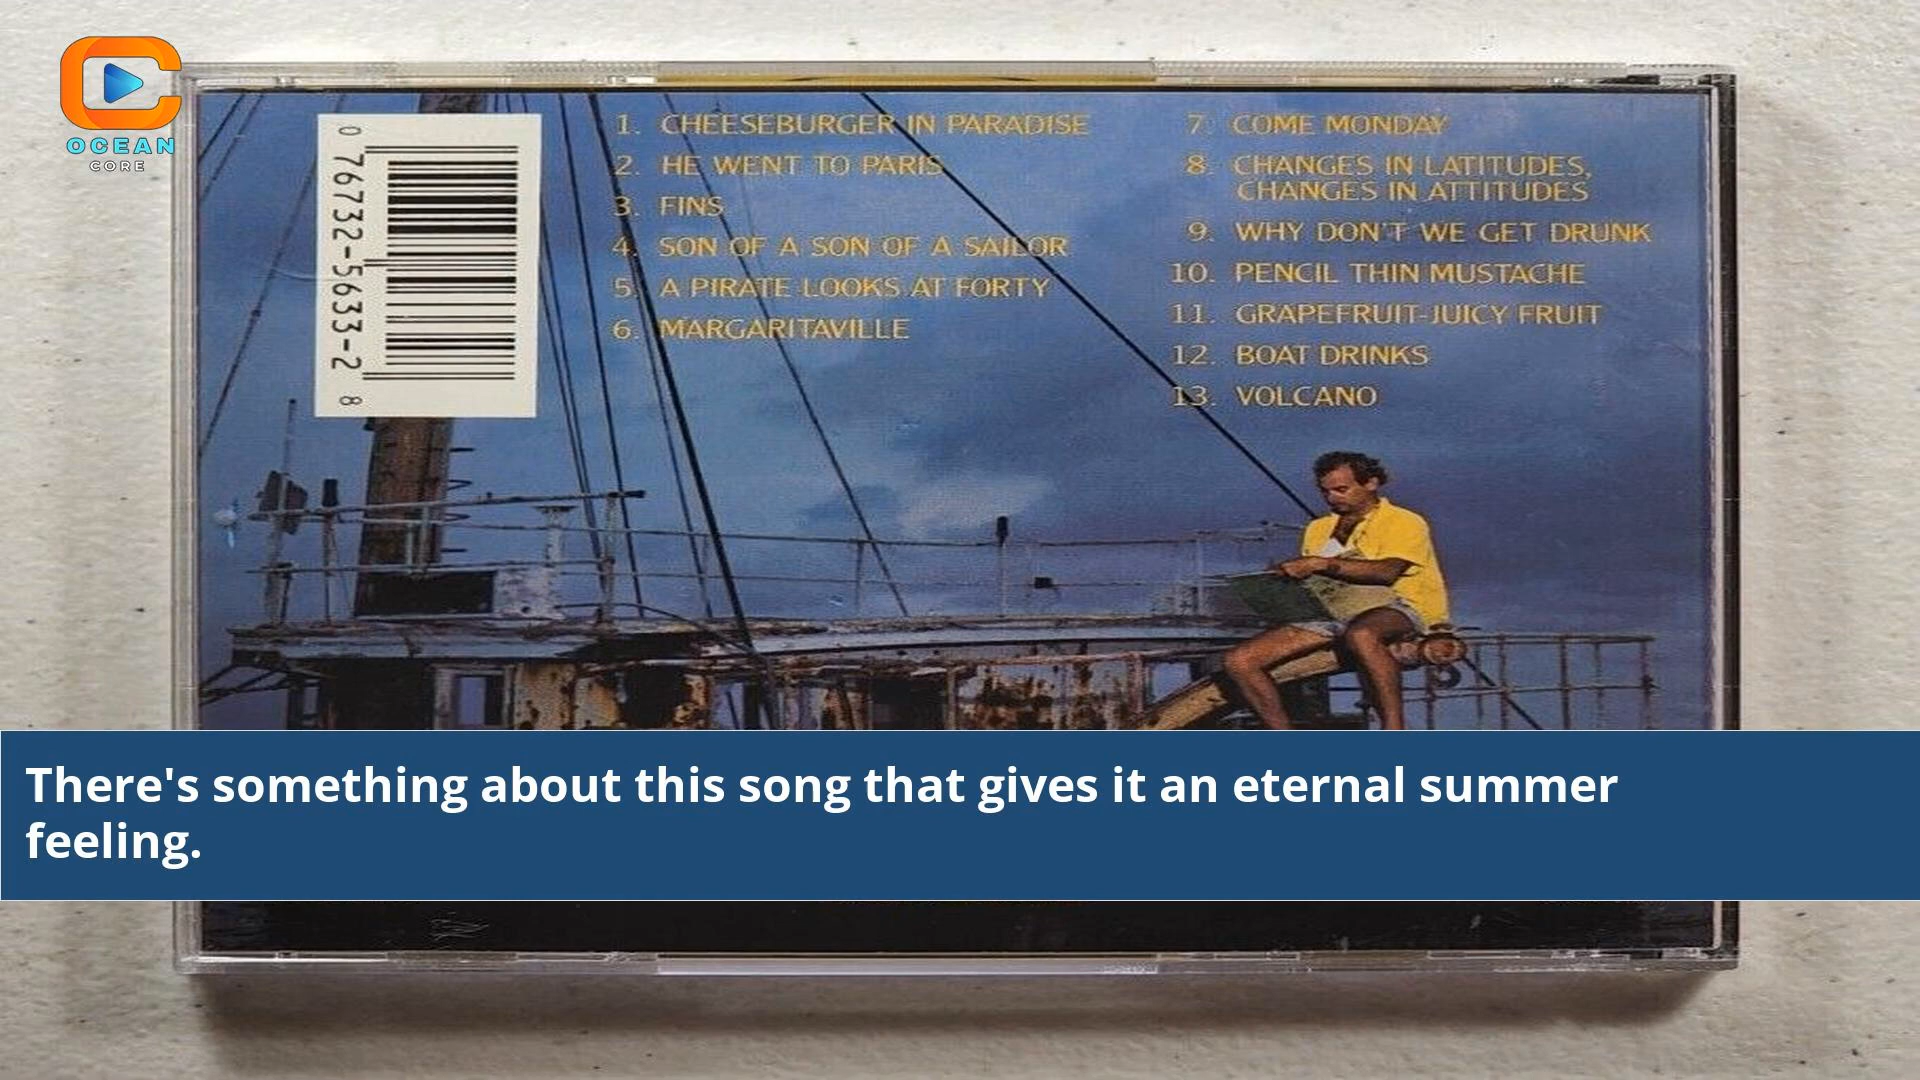 OCEAN
CORE
0 76732-5633-2 8
1. CHEESEBURGER IN PARADISE
2. HE WENT TO PARIS
3. FINS
4. SON OF A SON OF A SAILOR
5. A PIRATE LOOKS AT FORTY
6. MARGARITAVILLE
7. COME MONDAY
8. CHANGES IN LATITUDES,
CHANGES IN ATTITUDES
9. WHY DON'T WE GET DRUNK
10. PENCIL THIN MUSTACHE
11. GRAPEFRUIT-JUICY FRUIT
12. BOAT DRINKS
13. VOLCANO
There's something about this song that gives it an eternal summer
feeling.